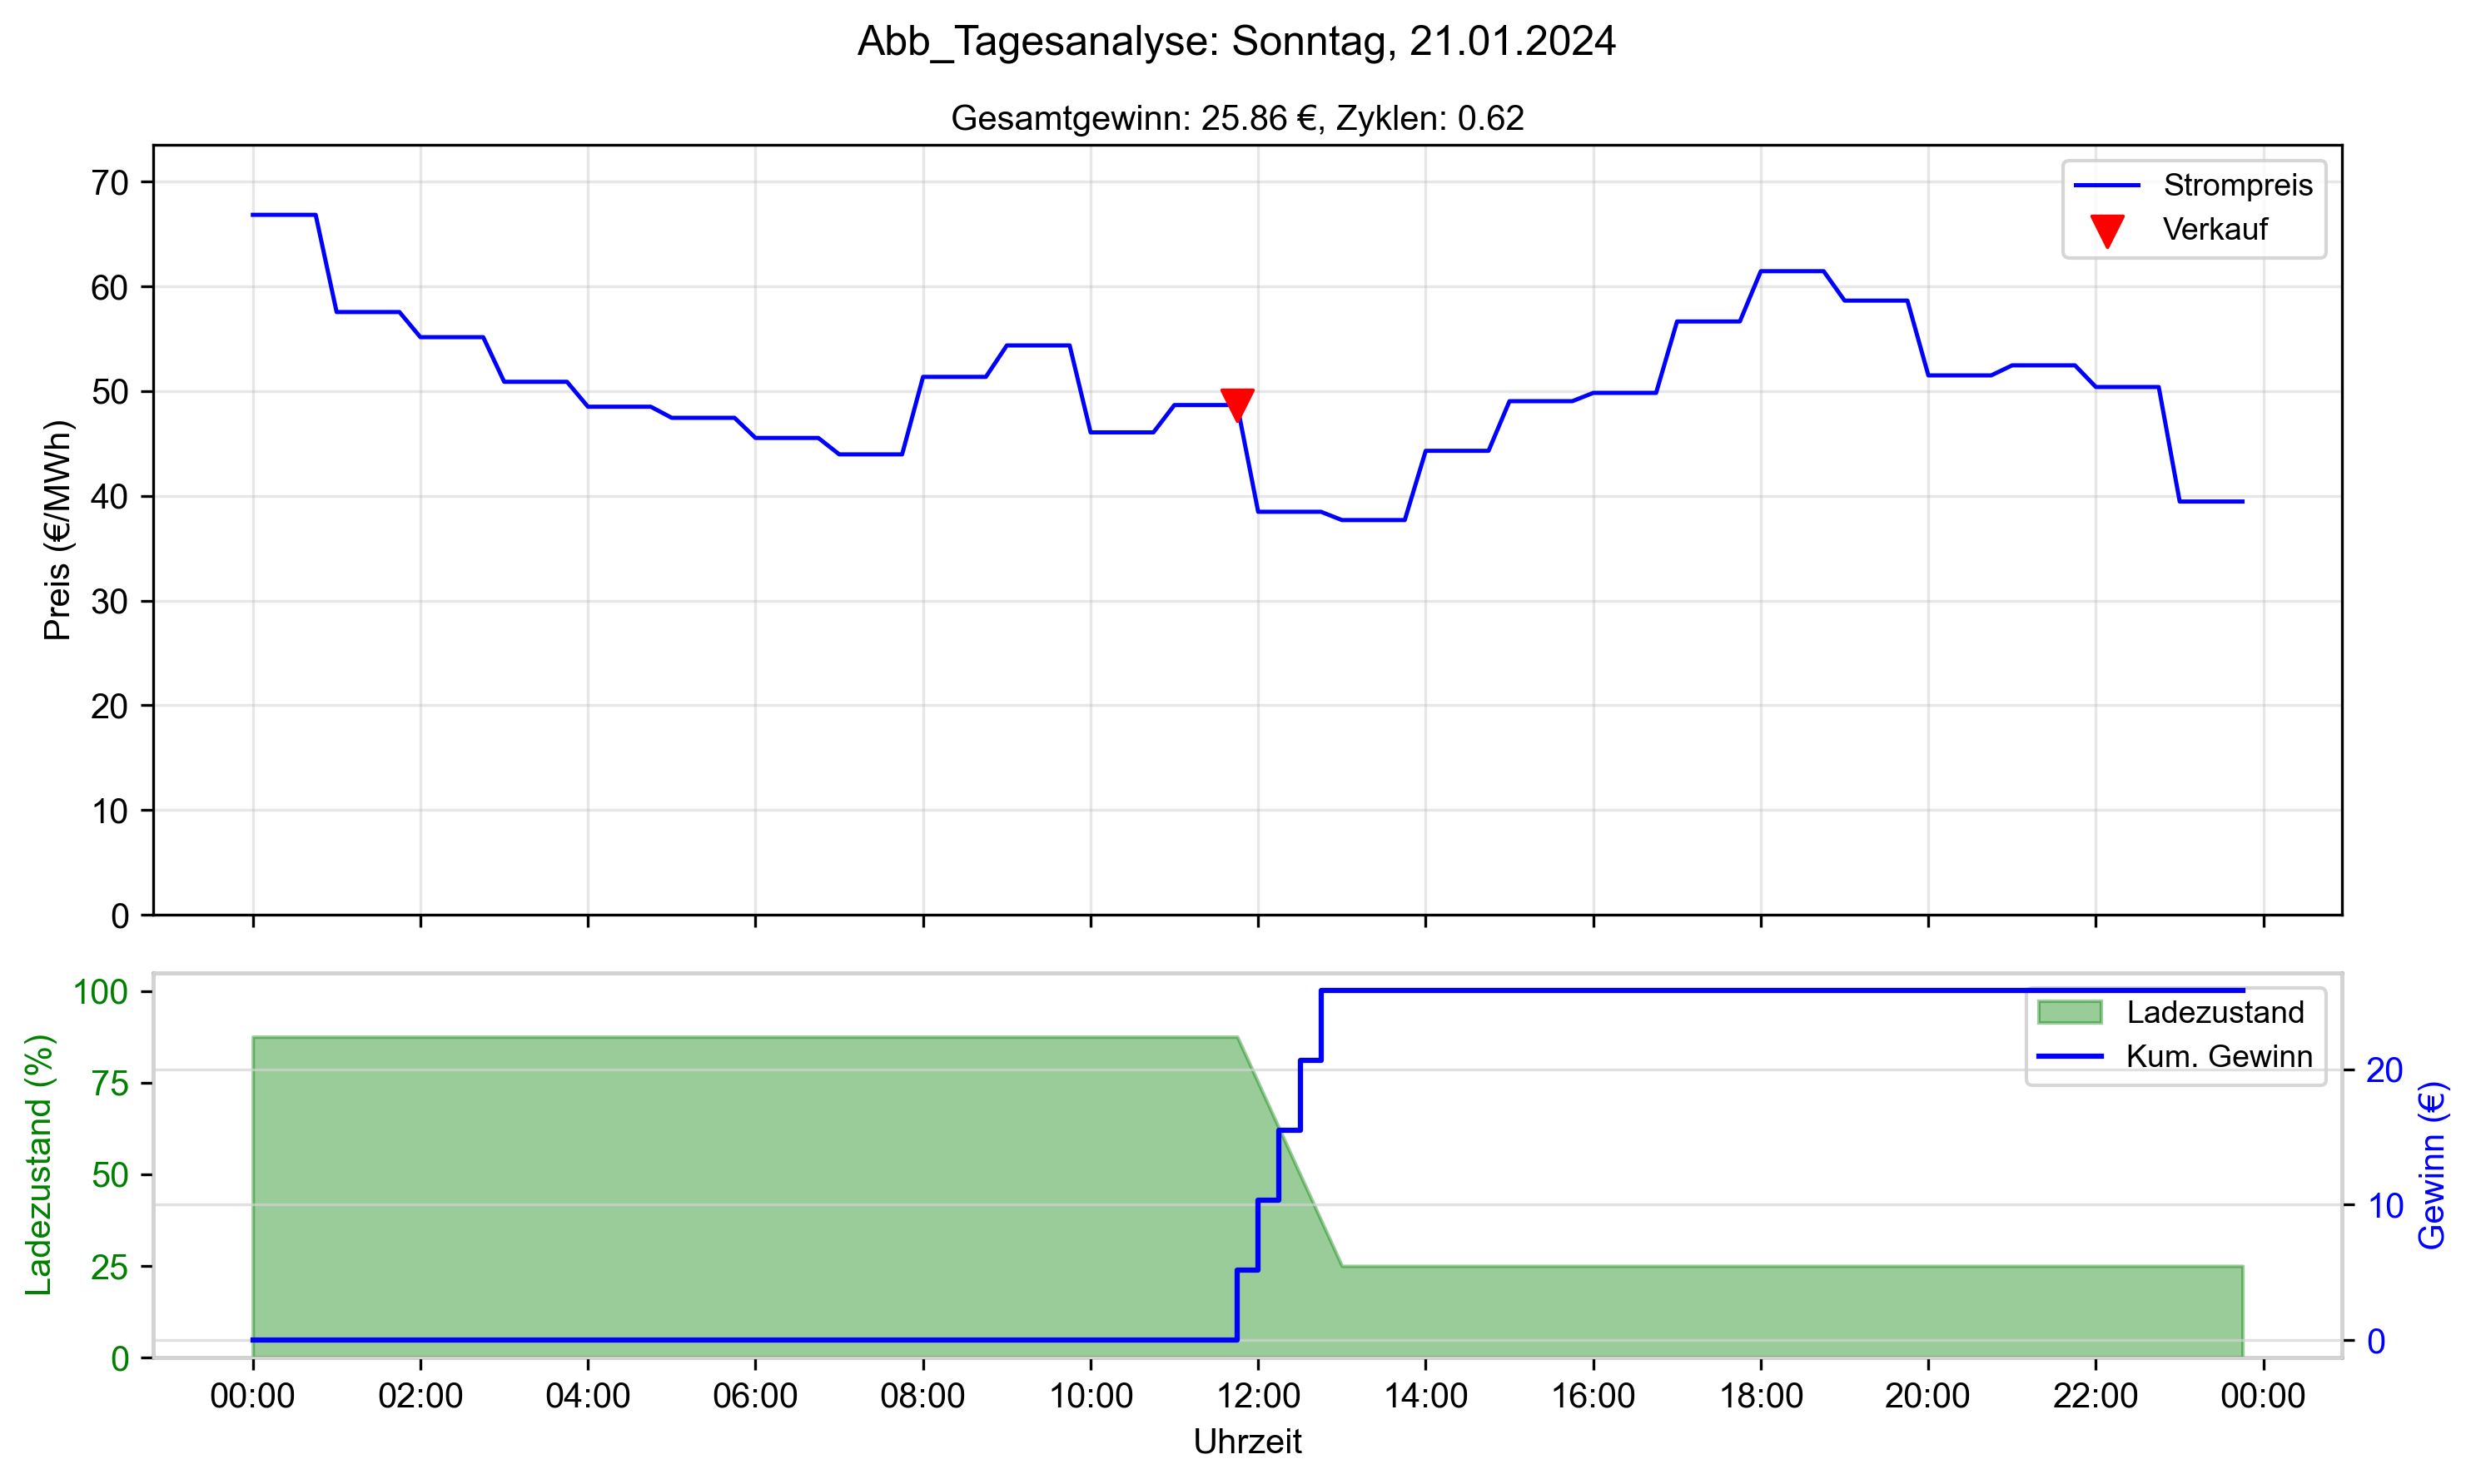 Abb_Tagesanalyse: Sonntag, 21.01.2024
Gesamtgewinn: 25.86 €, Zyklen: 0.62
Preis (€/MWh)
70
60
50
40
30
20
10
0
Strompreis
Verkauf
Ladezustand (%)
100
75
50
25
0
Ladezustand
Kum. Gewinn
20
10
0
Gewinn (€)
00:00 02:00 04:00 06:00 08:00 10:00 12:00 14:00 16:00 18:00 20:00 22:00 00:00
Uhrzeit